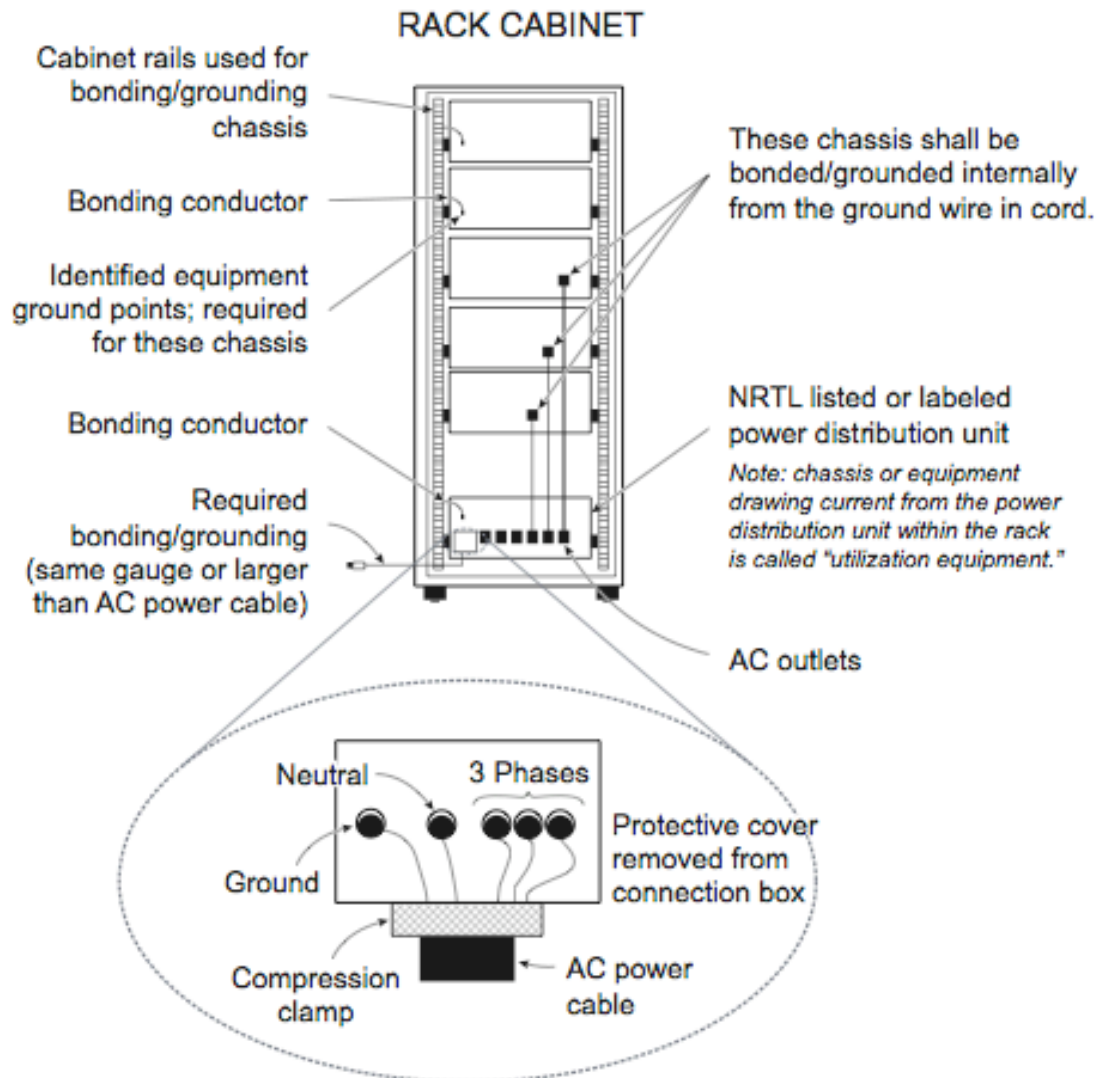 RACK CABINET
Cabinet rails used for
bonding/grounding
chassis
Bonding conductor
Identified equipment
ground points; required
for these chassis
Bonding conductor
Required
bonding/grounding
(same gauge or larger
than AC power cable)
These chassis shall be
bonded/grounded internally
from the ground wire in cord.
NRTL listed or labeled
power distribution unit
Note: chassis or equipment
drawing current from the power
distribution unit within the rack
is called “utilization equipment.”
AC outlets
Neutral
3 Phases
Ground
Protective cover
removed from
connection box
Compression
clamp
AC power
cable